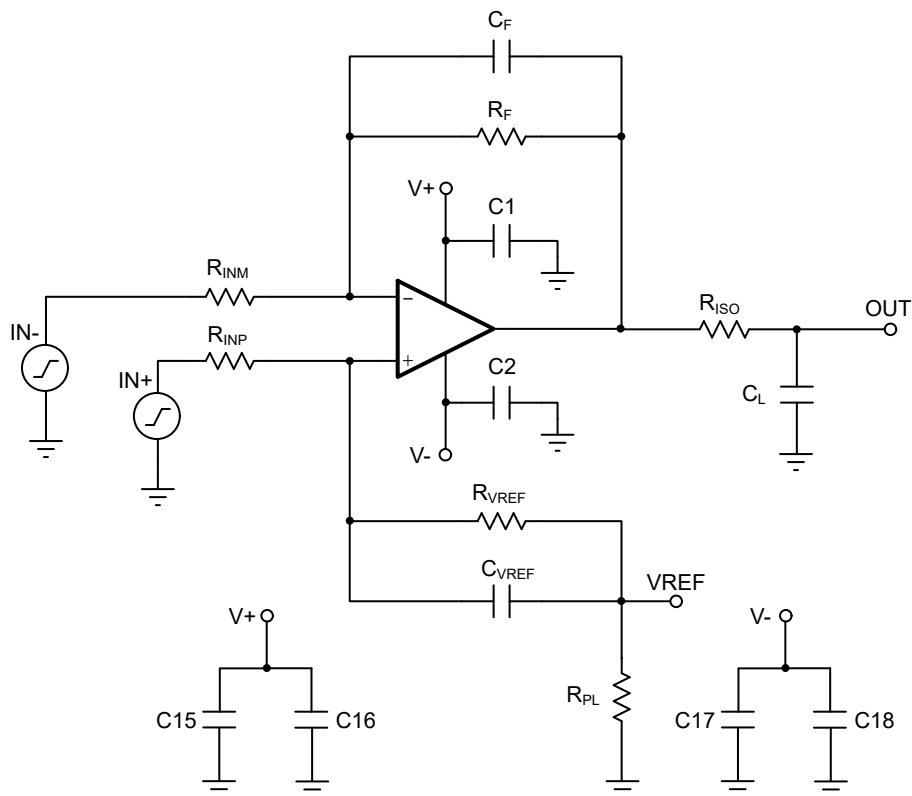 CF
RF
V+
C1
RINM
−
RISO
OUT
IN-
RINP
+
IN+
C2
CL
V-
RVREF
CVREF
VREF
V+
V-
RPL
C15
C16
C17
C18